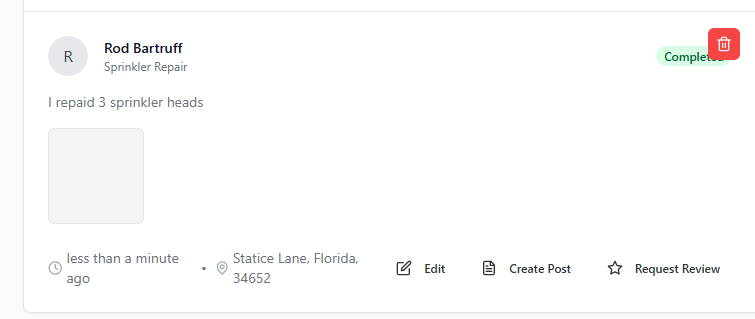 R
Rod Bartruff
Sprinkler Repair
Completed
I repaid 3 sprinkler heads
less than a minute
ago
•
Statice Lane, Florida,
34652
Edit
Create Post
Request Review